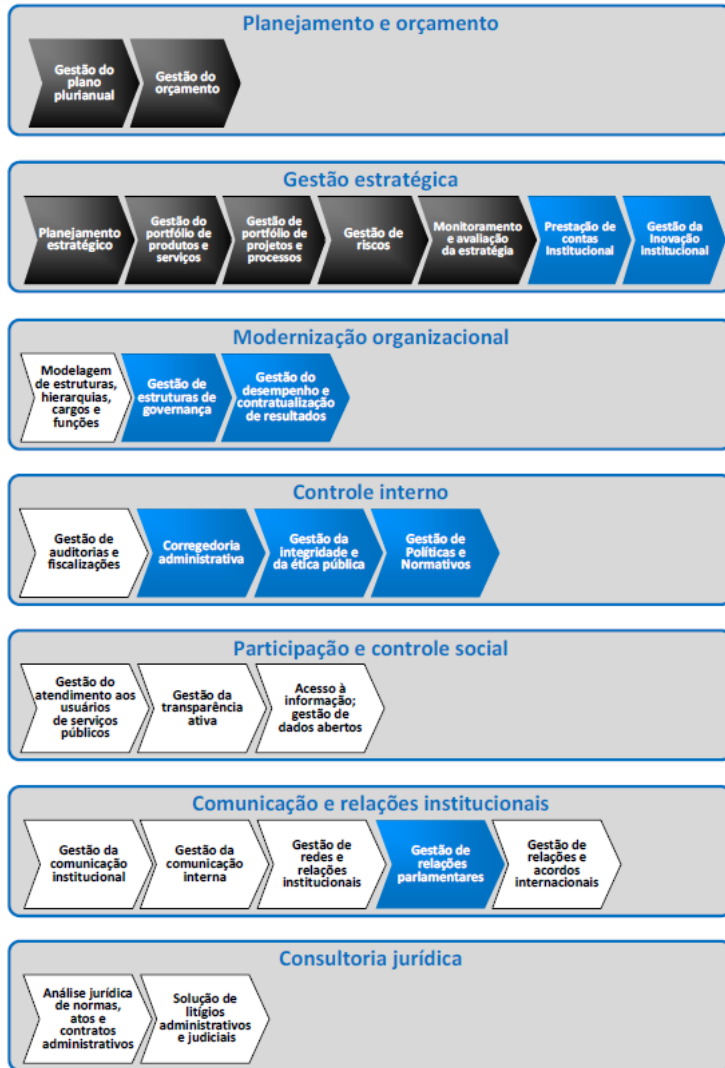 Planejamento e orçamento
Gestão do
plano
plurianual
Gestão do
orçamento
Gestão estratégica
Planejamento
estratégico
Gestão do
portfólio de
produtos e
serviços
Gestão de
portfólio de
projetos e
processos
Gestão de
riscos
Monitoramento
e avaliação
da estratégia
Prestação de
contas
Institucional
Gestão da
Inovação
Institucional
Modernização organizacional
Modelagem
de estruturas,
hierarquias,
cargos e
funções
Gestão de
estruturas de
governança
Gestão do
desempenho e
contratualização
de resultados
Controle interno
Gestão de
auditorias e
fiscalizações
Corregedoria
administrativa
Gestão da
integridade e
da ética pública
Gestão de
Políticas e
Normativos
Participação e controle social
Gestão do
atendimento aos
usuários
de serviços
públicos
Gestão da
transparência
ativa
Acesso à
informação;
gestão de
dados abertos
Comunicação e relações institucionais
Gestão da
comunicação
institucional
Gestão da
comunicação
interna
Gestão de
redes e
relações
institucionais
Gestão de
relações
parlamentares
Gestão de
relações e
acordos
internacionais
Consultoria jurídica
Análise jurídica
de normas,
atos e
contratos
administrativos
Solução de
litígios
administrativos
e judiciais